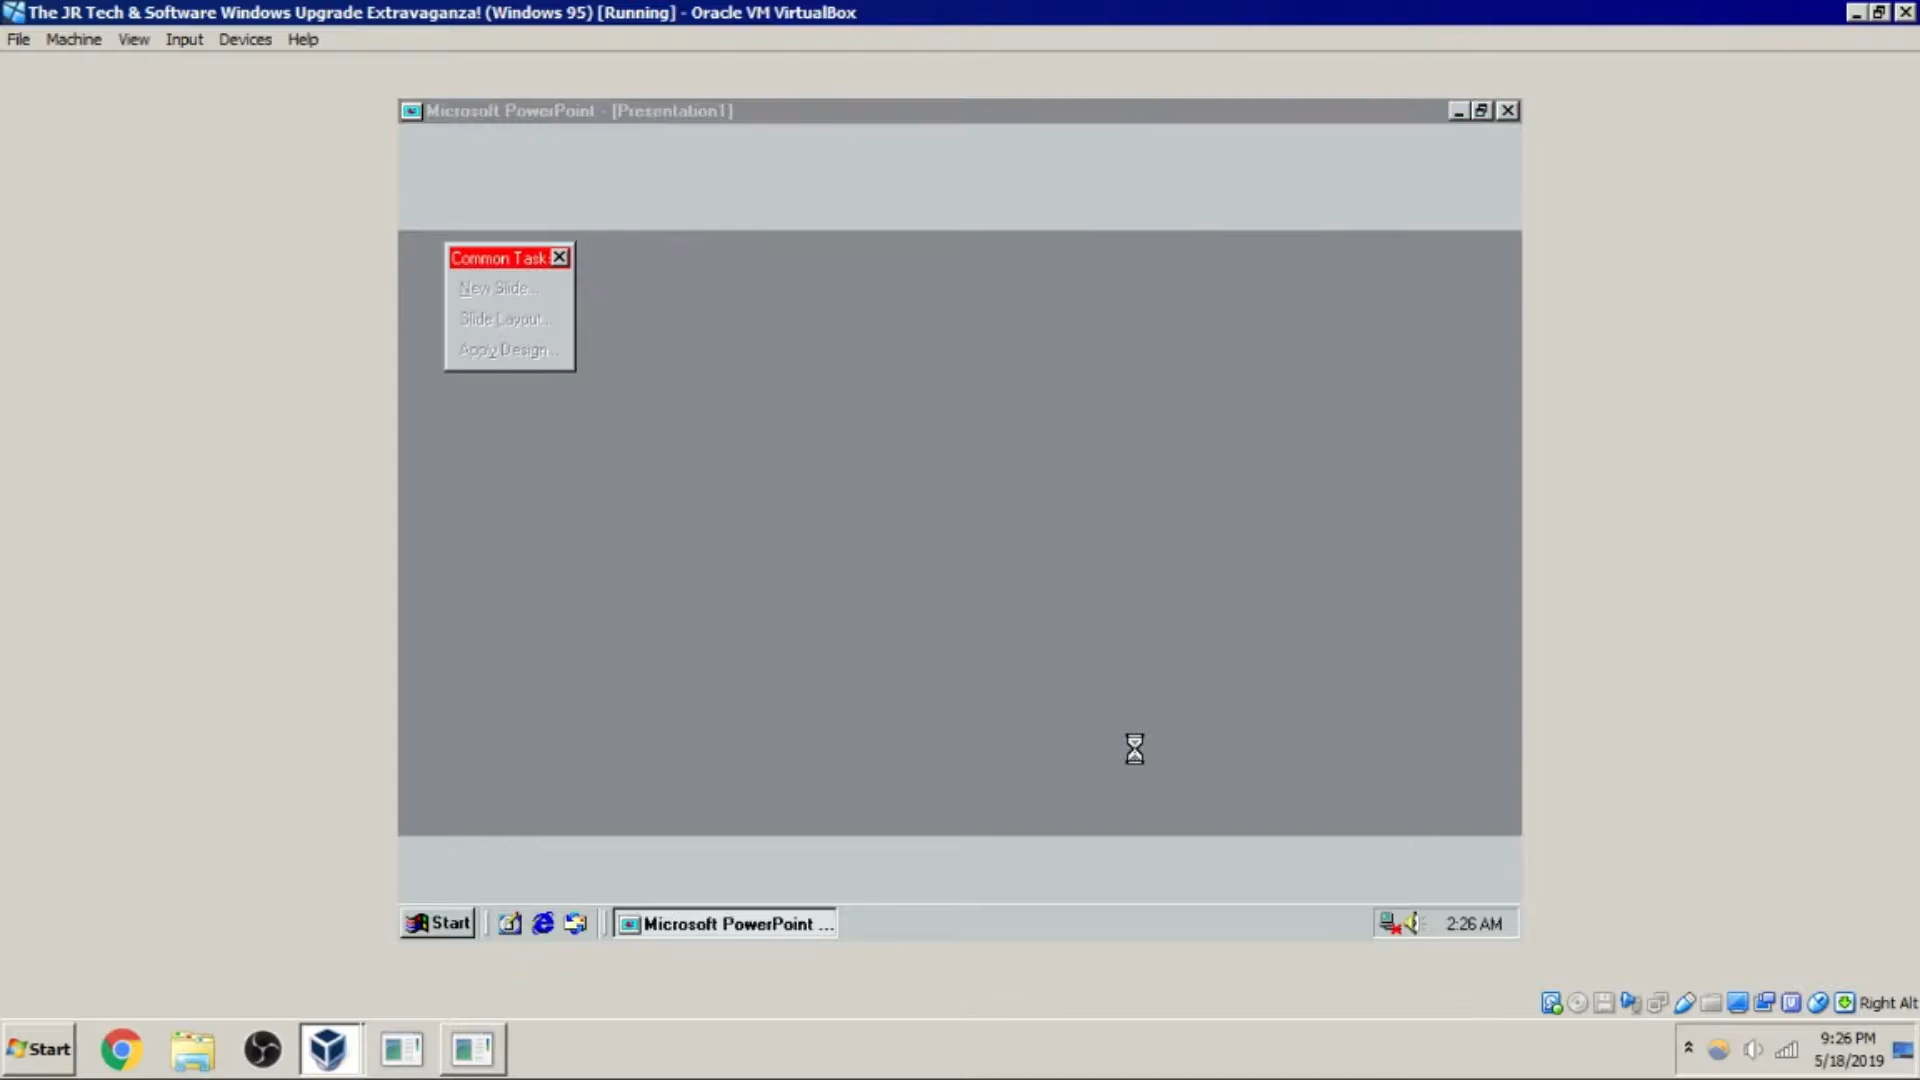 The JR Tech & Software Windows Upgrade Extravaganza! (Windows 95) [Running] - Oracle VM VirtualBox
File Machine View Input Devices Help
Microsoft PowerPoint - [Presentation1]
Common Task
New Slide...
Slide Layout...
Apply Design...
Start
Microsoft PowerPoint ...
2:26 AM
Right Alt
Start
9:26 PM
5/18/2019